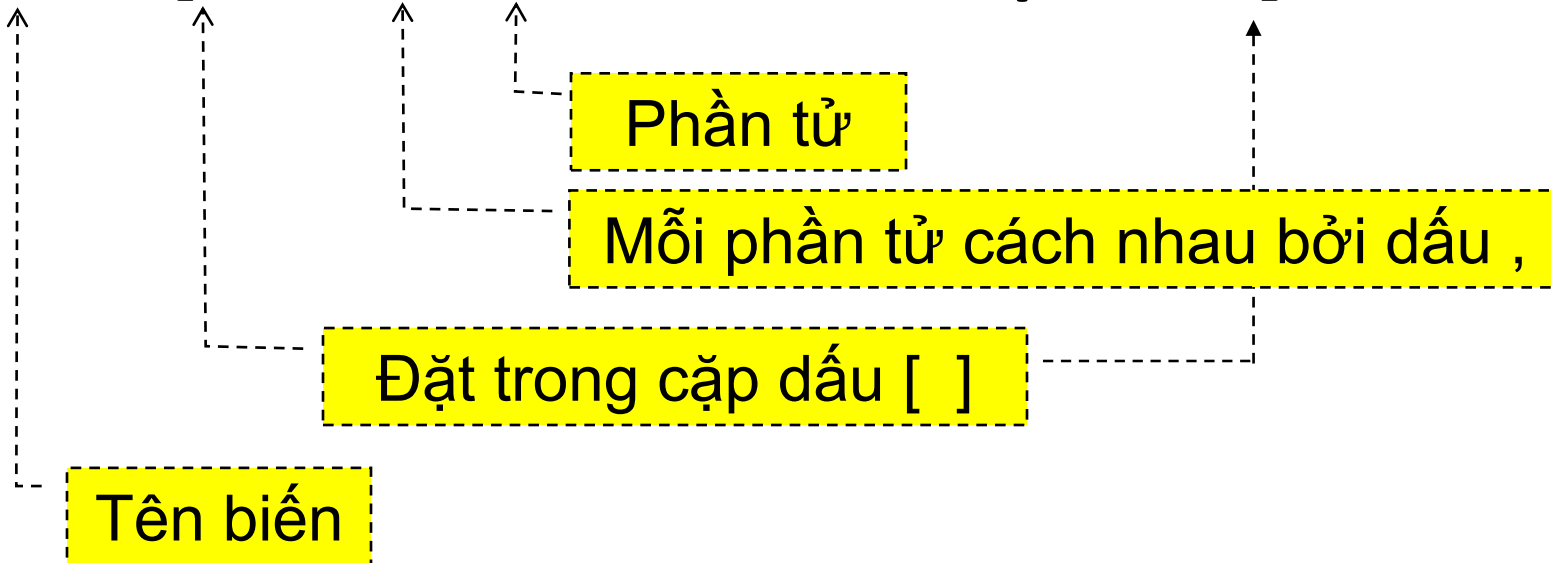 Phần tử
Mỗi phần tử cách nhau bởi dấu ,
Đặt trong cặp dấu [ ]
Tên biến